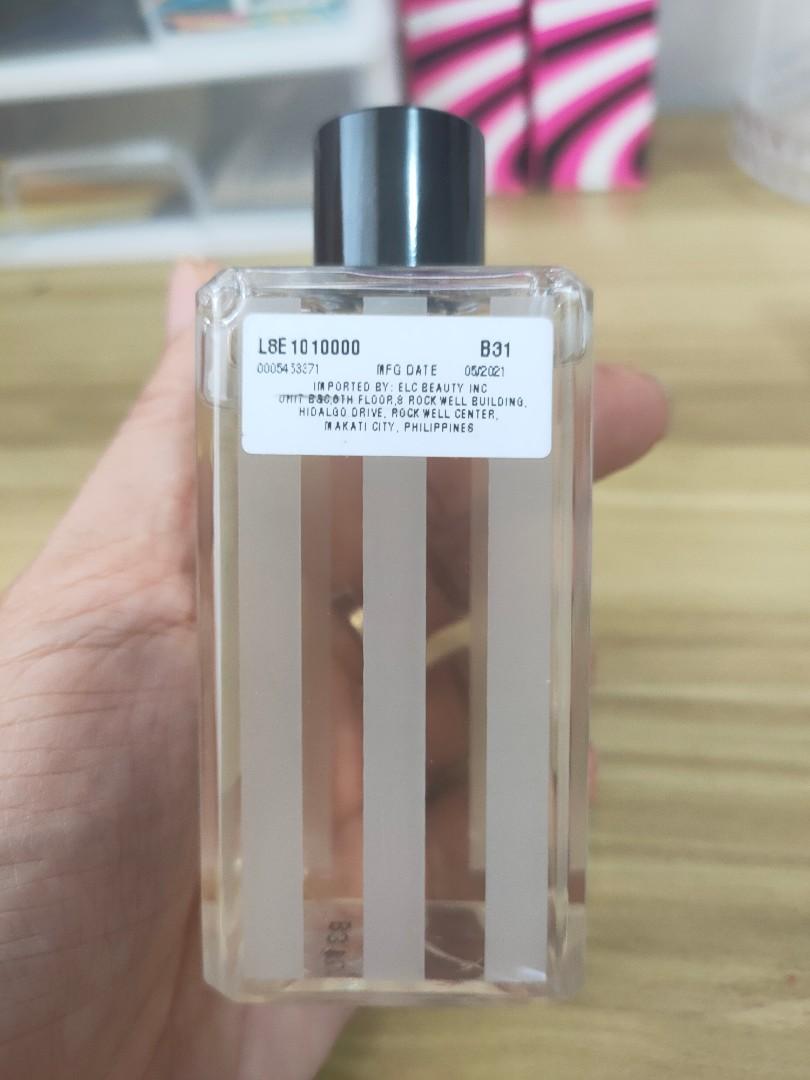 L8E1010000 B31
MFG DATE 05/2021
IMPORTED BY: ELC BEAUTY INC
UNIT B&C,6TH FLOOR,8 ROCKWELL BUILDING,
HIDALGO DRIVE, ROCKWELL CENTER,
MAKATI CITY, PHILIPPINES